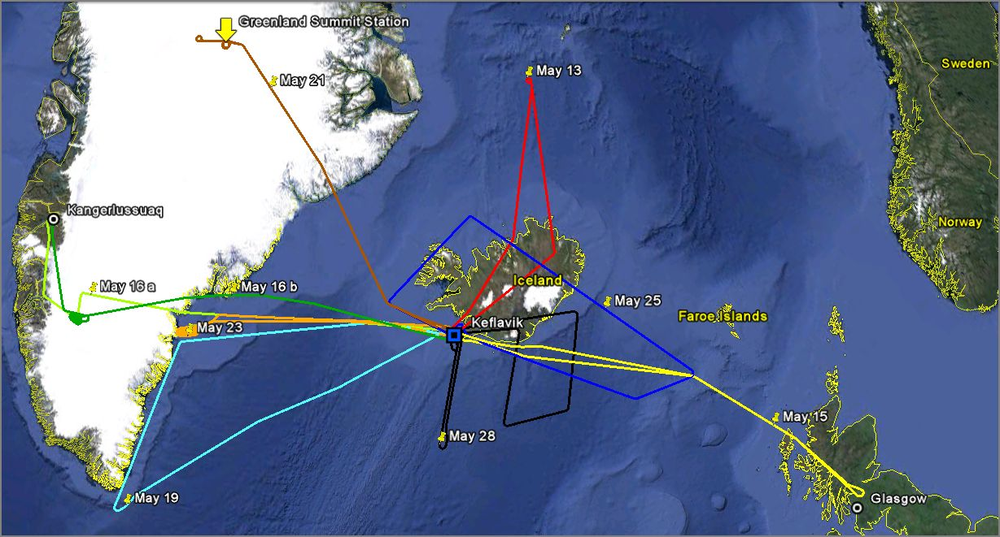 Greenland Summit Station
Sweden
May 13
May 21
Kangerlussuaq
Norway
Iceland
May 16 a
May 16 b
May 25
Faroe Islands
Keflavik
May 23
May 15
May 28
May 19
Glasgow